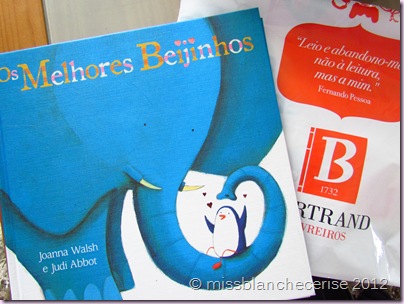 Os Melhores Beijinhos
Joanna Walsh
e Judi Abbot
"Leio e abandono-me
não à leitura,
mas a mim."
Fernando Pessoa
B
1732
RTRAND
VREIROS
© missblanchecerise 2012